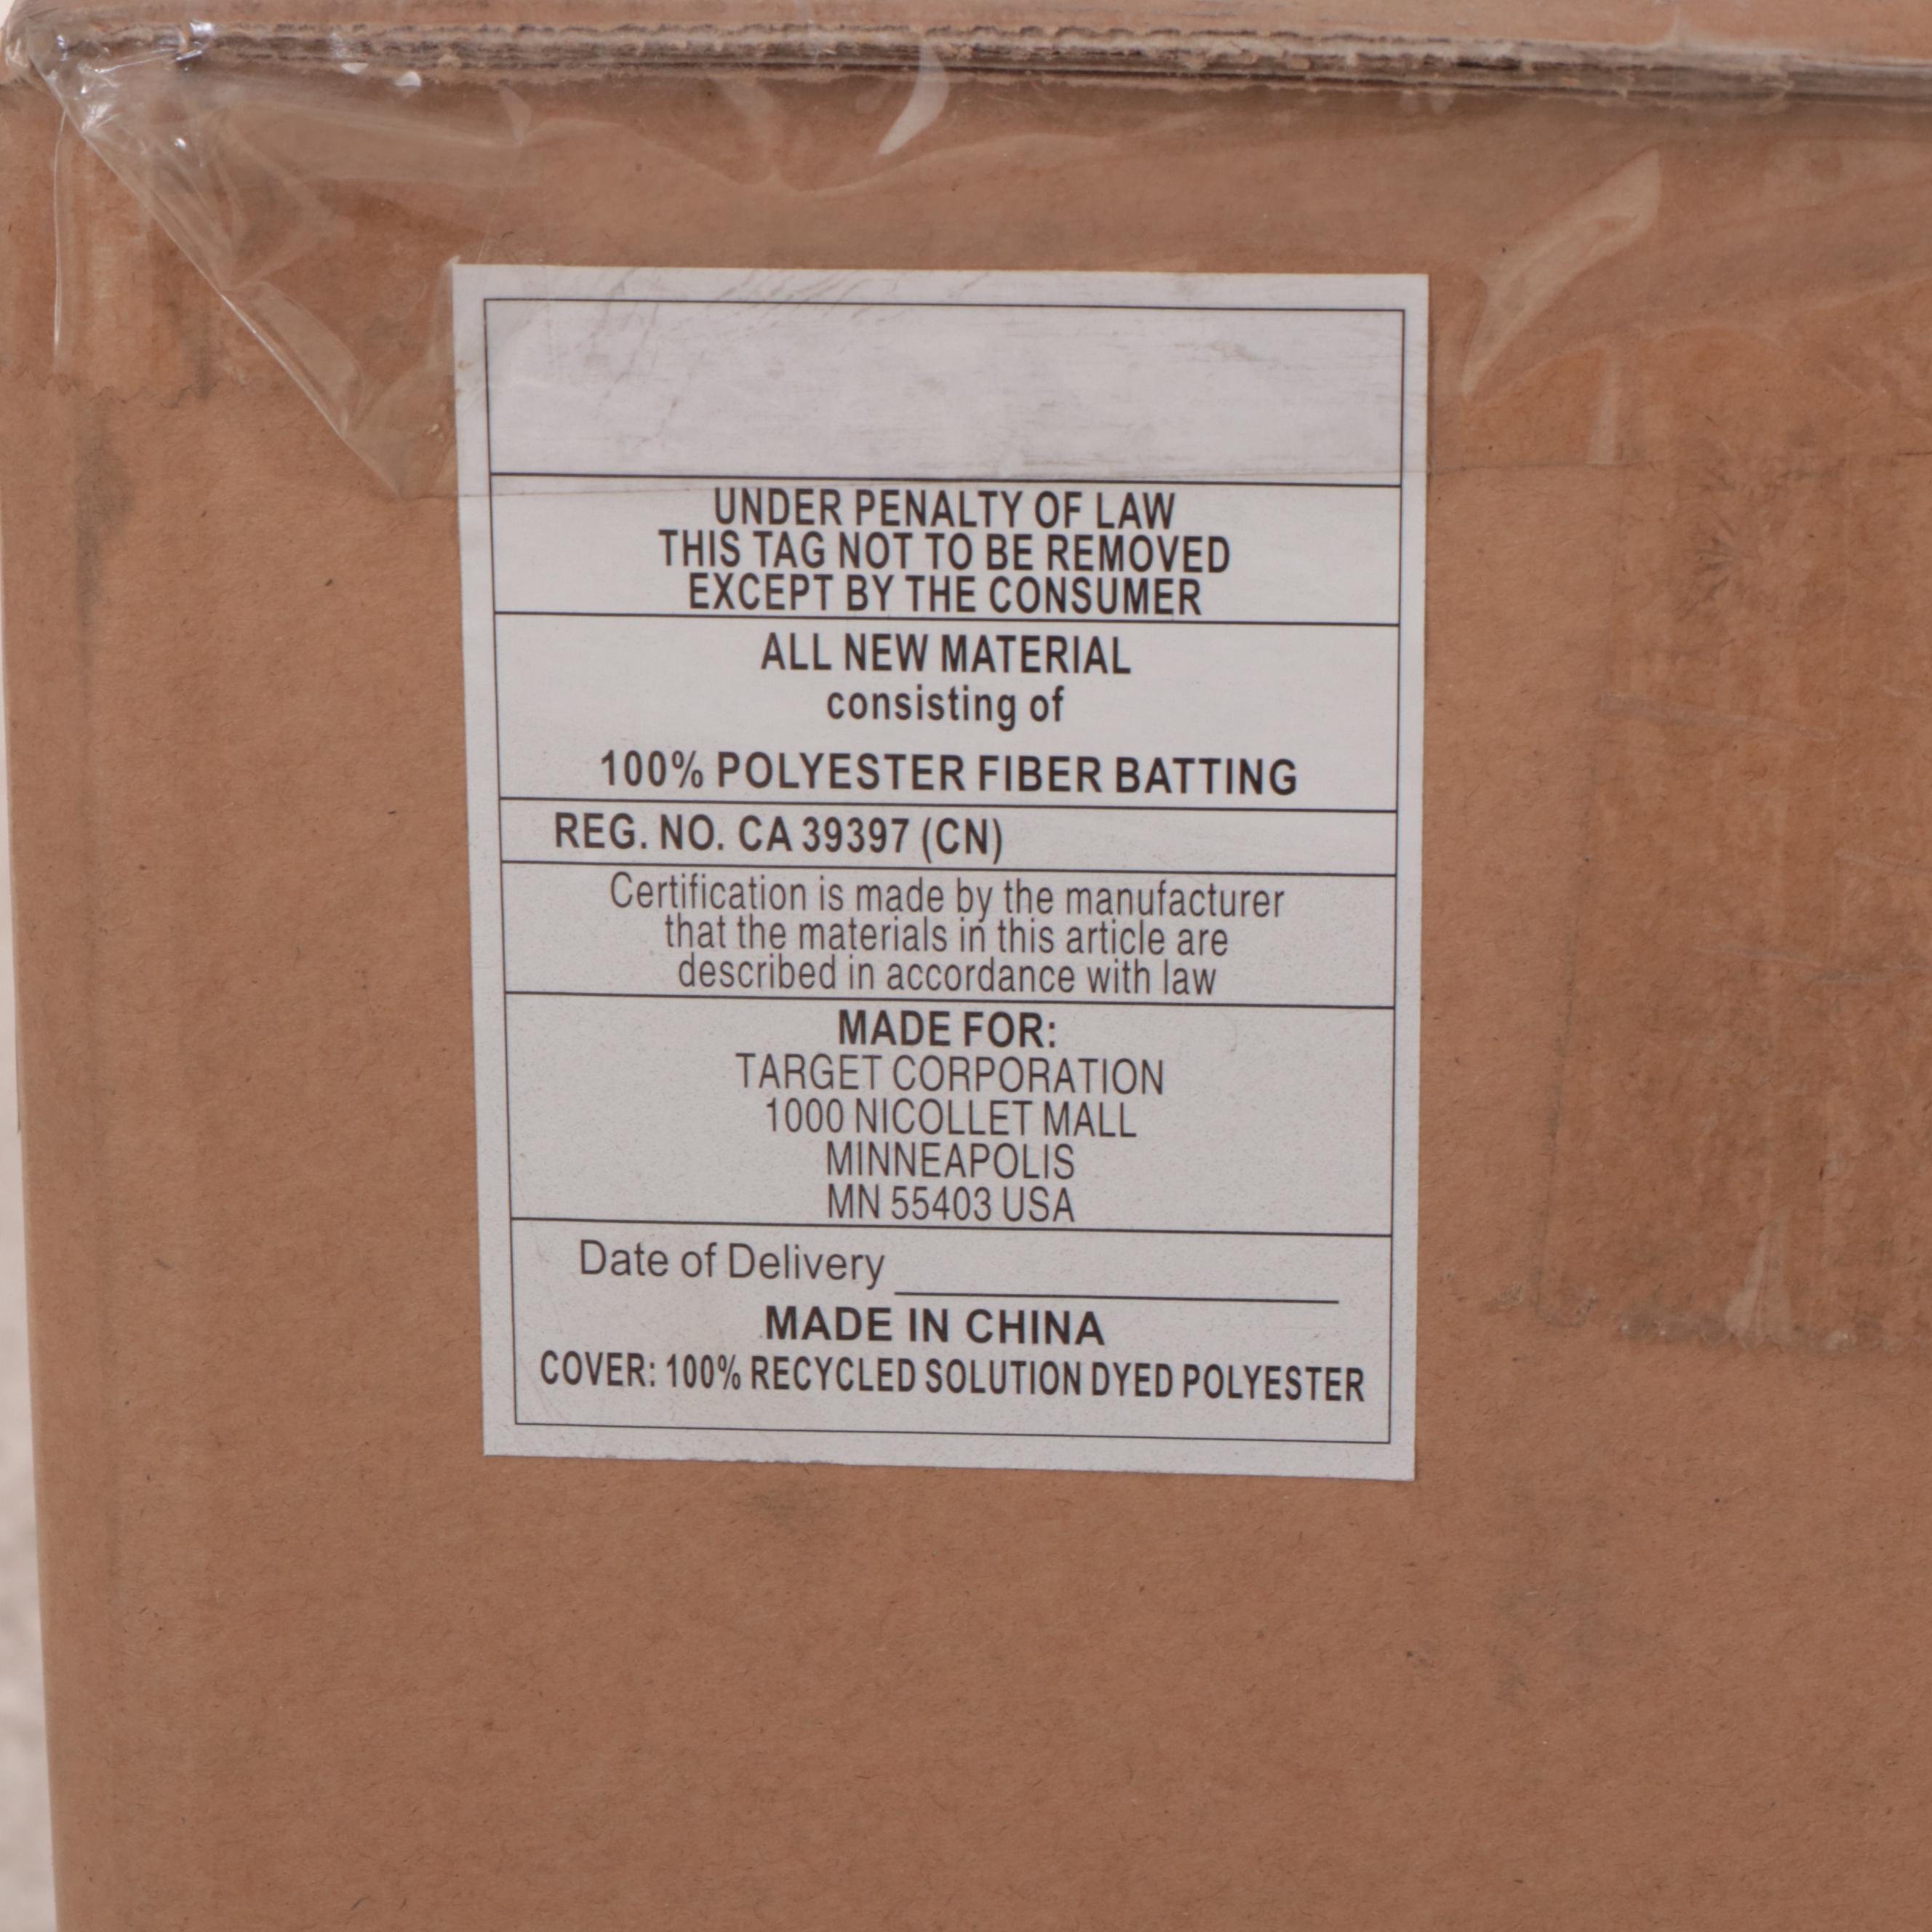 UNDER PENALTY OF LAW
THIS TAG NOT TO BE REMOVED
EXCEPT BY THE CONSUMER
ALL NEW MATERIAL
consisting of
100% POLYESTER FIBER BATTING
REG. NO. CA 39397 (CN)
Certification is made by the manufacturer
that the materials in this article are
described in accordance with law
MADE FOR:
TARGET CORPORATION
1000 NICOLLET MALL
MINNEAPOLIS
MN 55403 USA
Date of Delivery
MADE IN CHINA
COVER: 100% RECYCLED SOLUTION DYED POLYESTER